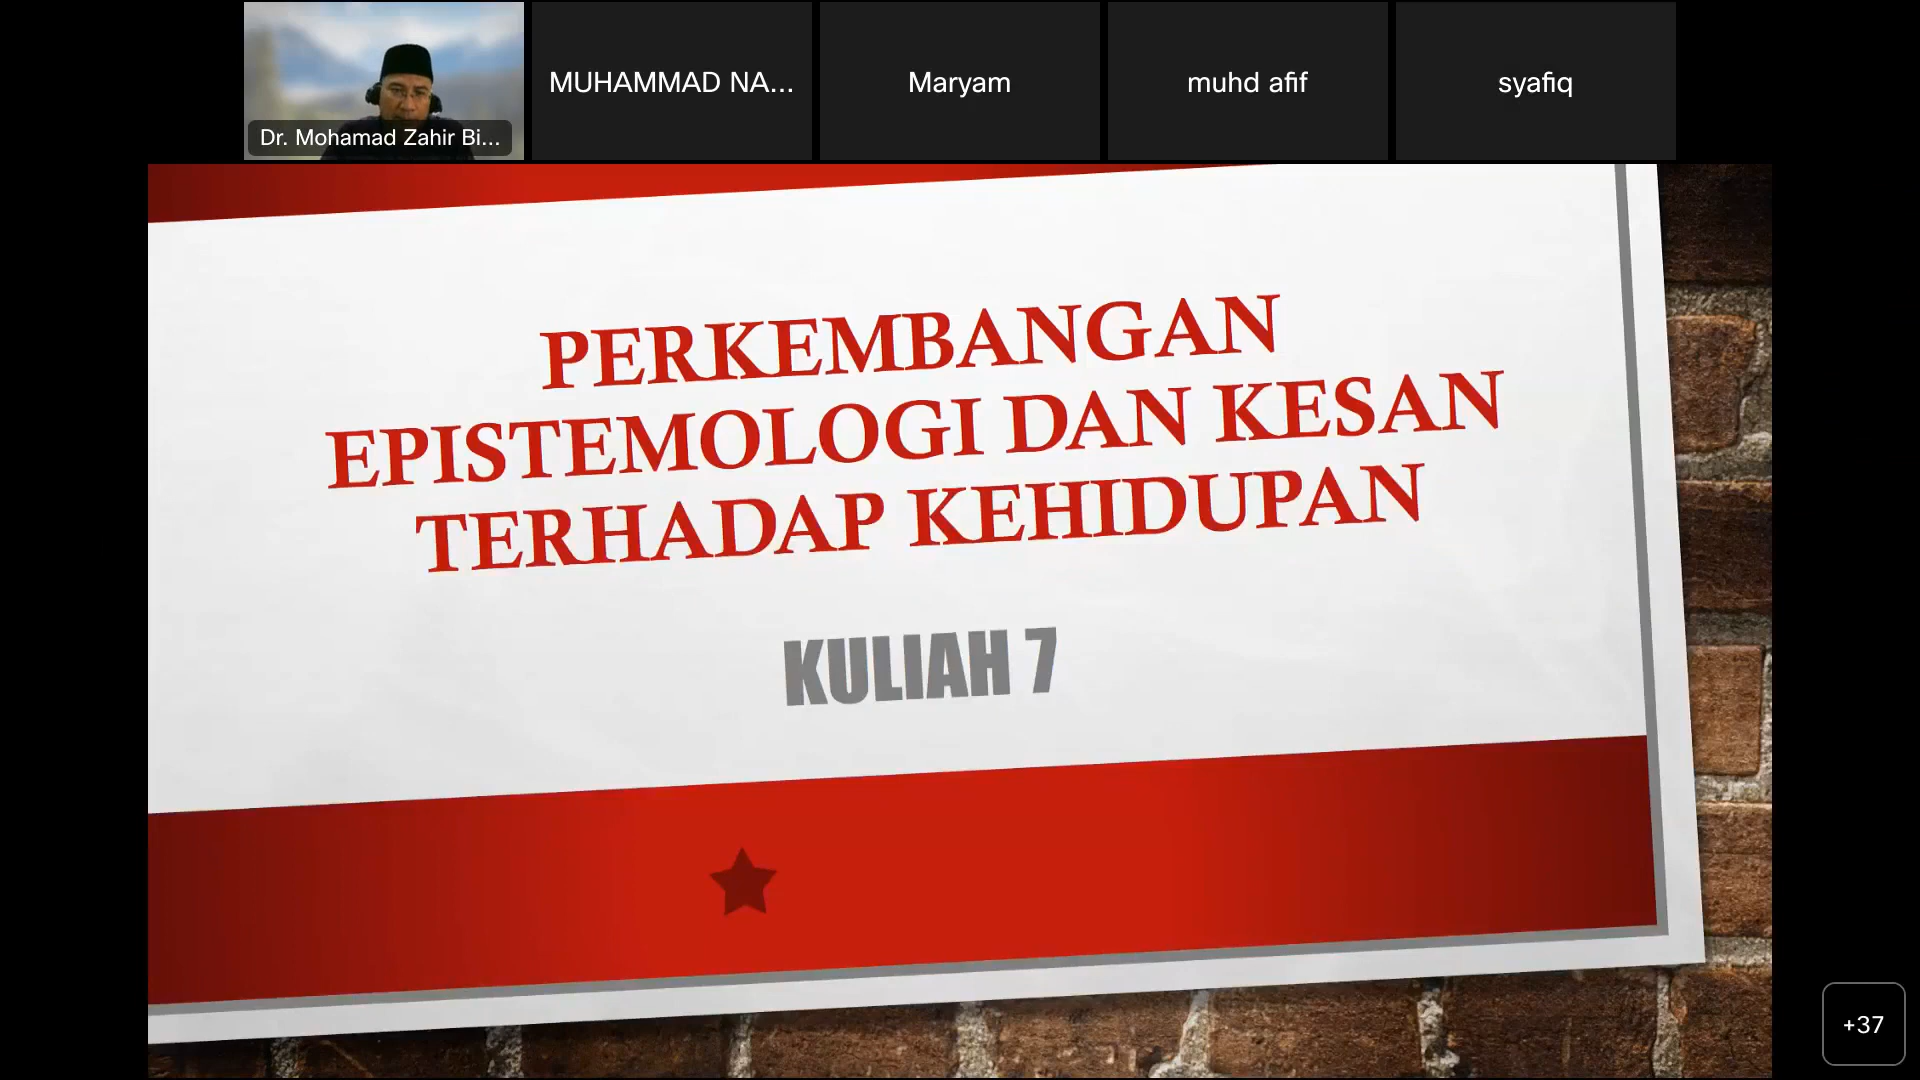 Dr. Mohamad Zahir Bi...
MUHAMMAD NA...
Maryam
muhd afif
syafiq
PERKEMBANGAN
EPISTEMOLOGI DAN KESAN
TERHADAP KEHIDUPAN
KULIAH 7
+37